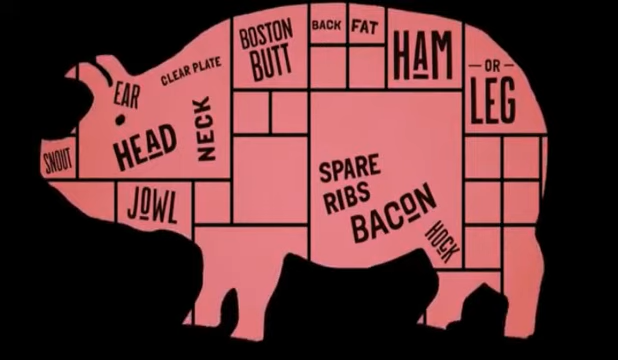 BOSTON
BUTT
BACK
FAT
HAM
OR
LEG
CLEAR PLATE
EAR
NECK
HEAD
SNOUT
JOWL
SPARE
RIBS
BACON
HOCK